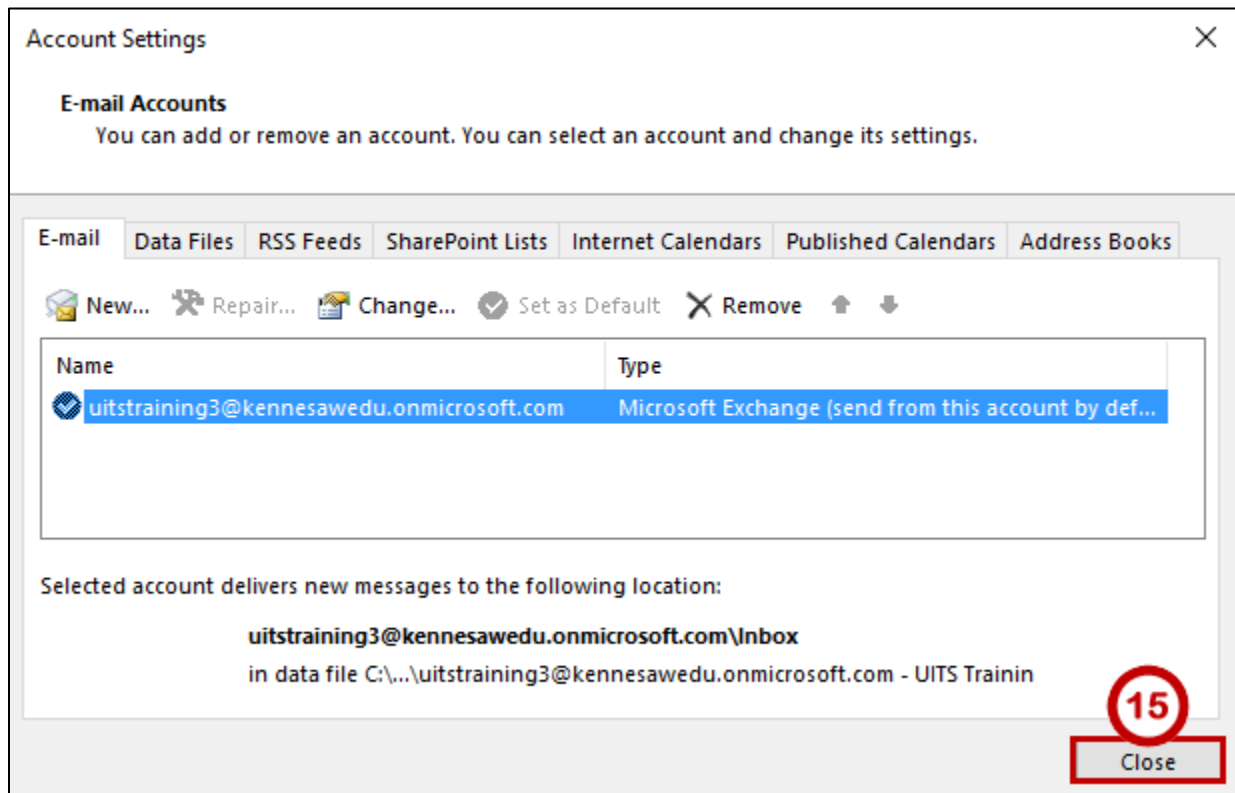 Account Settings
E-mail Accounts
You can add or remove an account. You can select an account and change its settings.
E-mail Data Files RSS Feeds SharePoint Lists Internet Calendars Published Calendars Address Books
New... Repair... Change... Set as Default Remove
Name Type
uitstraining3@kennesawedu.onmicrosoft.com Microsoft Exchange (send from this account by def...
Selected account delivers new messages to the following location:
uitstraining3@kennesawedu.onmicrosoft.com\Inbox
in data file C:\...\uitstraining3@kennesawedu.onmicrosoft.com - UITS Trainin
15
Close